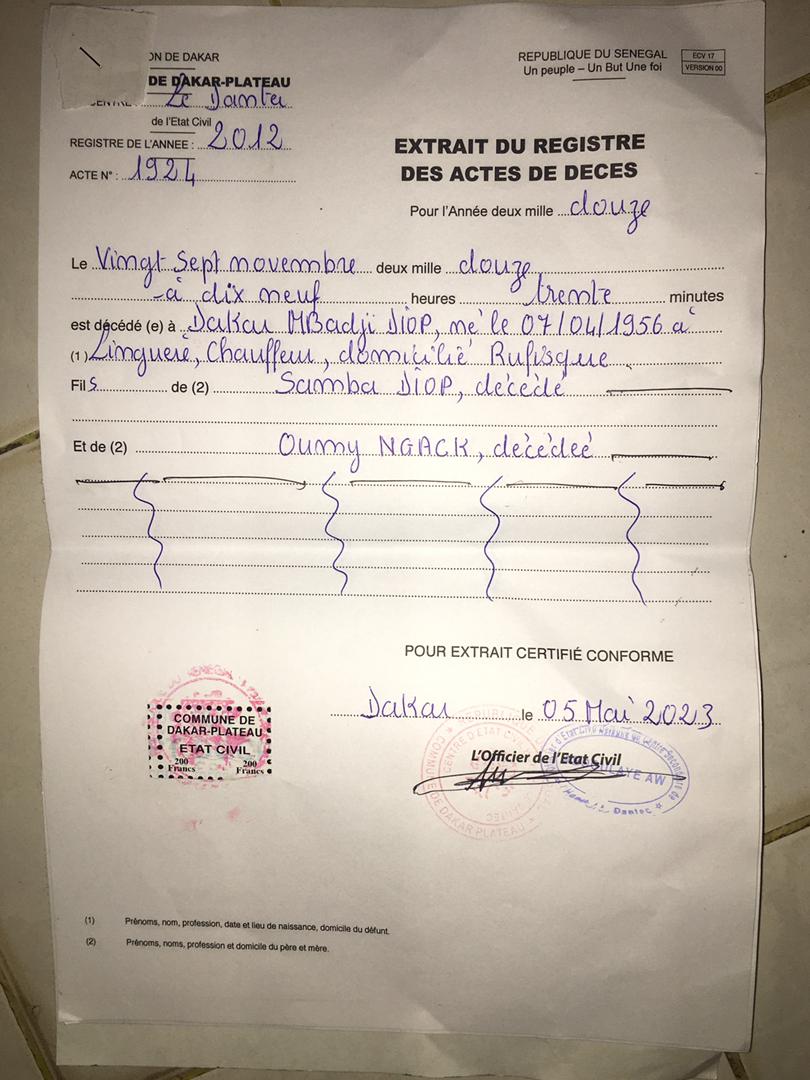 ON DE DAKAR
DE DAKAR-PLATEAU
CENTRE : Le Dantec
de l'Etat Civil
REGISTRE DE L'ANNEE : 2012
ACTE N° : 1924
REPUBLIQUE DU SENEGAL
Un peuple – Un But Une foi
ECV 17
VERSION 00
EXTRAIT DU REGISTRE
DES ACTES DE DECES
Pour l'Année deux mille douze
Le Vingt Sept novembre deux mille douze
à dix neuf heures trente minutes
est décédé (e) à Dakar MBadji DIOP, né le 07/04/1956 à
(1) Linguère, Chauffeur, domicilié Rufisque
Fils de (2) Samba DIOP, décédé
Et de (2) Oumy NGACK, décédée
POUR EXTRAIT CERTIFIÉ CONFORME
Dakar le 05 Mai 2023
L'Officier de l'Etat Civil
COMMUNE DE
DAKAR-PLATEAU
ETAT CIVIL
200 200
Francs Francs
COMMUNE DE DAKAR PLATEAU
CENTRE D'ETAT CIVIL
LAYE AW
Dantec
(1) Prénoms, nom, profession, date et lieu de naissance, domicile du défunt.
(2) Prénoms, noms, profession et domicile du père et mère.